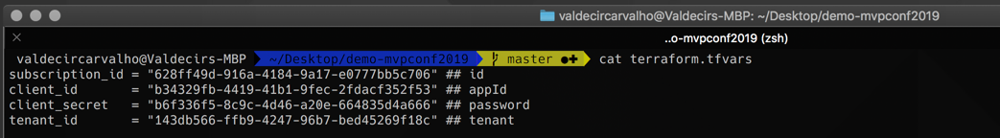 valdecircarvalho@Valdecirs-MBP: ~/Desktop/demo-mvpconf2019
..o-mvpconf2019 (zsh)
valdecircarvalho@Valdecirs-MBP ~/Desktop/demo-mvpconf2019 master ●✚ cat terraform.tfvars
subscription_id = "628ff49d-916a-4184-9a17-e0777bb5c706" ## id
client_id = "b34329fb-4419-41b1-9fec-2fdacf352f53" ## appId
client_secret = "b6f336f5-8c9c-4d46-a20e-664835d4a666" ## password
tenant_id = "143db566-ffb9-4247-96b7-bed45269f18c" ## tenant